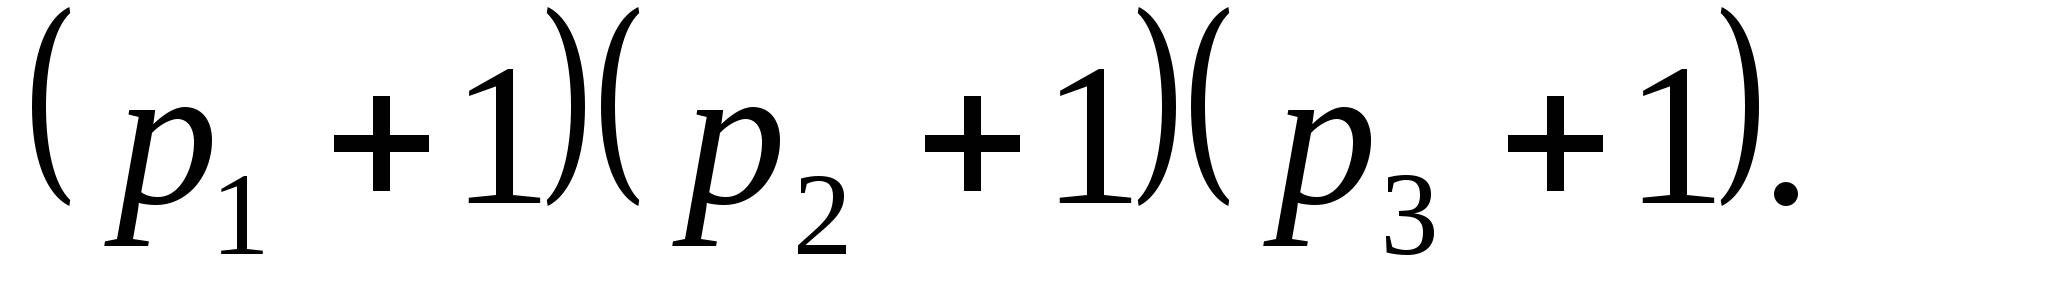 (p₁ + 1)(p₂ + 1)(p₃ + 1).